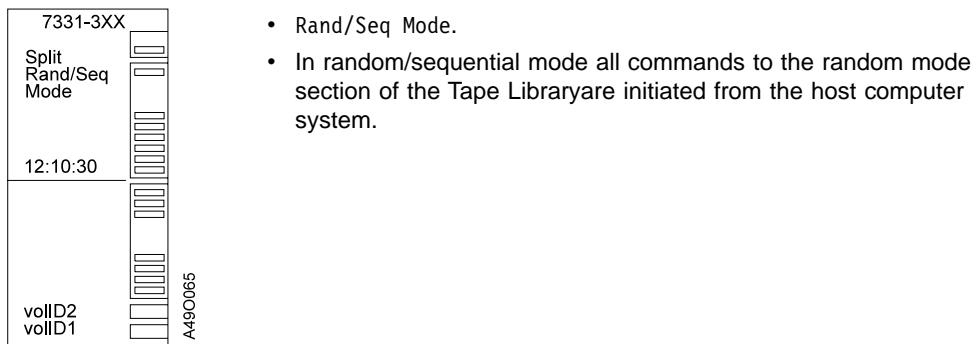 7331-3XX
Split
Rand/Seq
Mode
12:10:30
volID2
volID1
A49O065
• Rand/Seq Mode.
• In random/sequential mode all commands to the random mode
section of the Tape Libraryare initiated from the host computer
system.